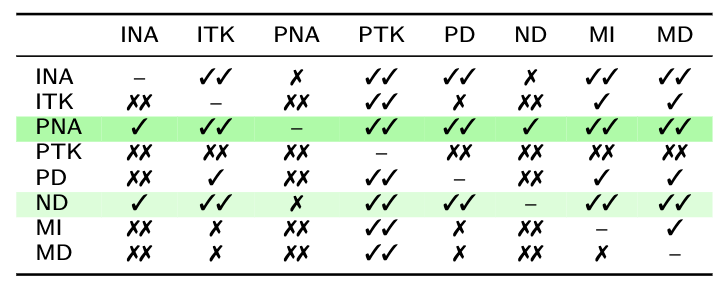 INA ITK PNA PTK PD ND MI MD
INA – ✓✓ ✗ ✓✓ ✓✓ ✗ ✓✓ ✓✓
ITK ✗✗ – ✗✗ ✓✓ ✗ ✗✗ ✓ ✓
PNA ✓ ✓✓ – ✓✓ ✓✓ ✓ ✓✓ ✓✓
PTK ✗✗ ✗✗ ✗✗ – ✗✗ ✗✗ ✗✗ ✗✗
PD ✗✗ ✓ ✗✗ ✓✓ – ✗✗ ✓ ✓
ND ✓ ✓✓ ✗ ✓✓ ✓✓ – ✓✓ ✓✓
MI ✗✗ ✗ ✗✗ ✓✓ ✗ ✗✗ – ✓
MD ✗✗ ✗ ✗✗ ✓✓ ✗ ✗✗ ✗ –